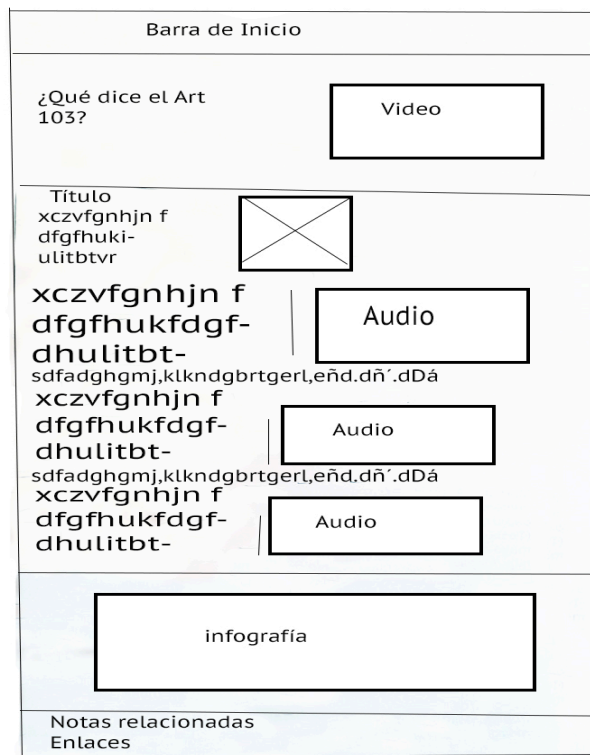 Barra de Inicio
¿Qué dice el Art
103?
Video
Título
xczvfgnhjn f
dfgfhuki-
ulitbtvr
xczvfgnhjn f
dfgfhukfdgf-
dhulitbt-
Audio
sdfadghgmj,klkndgbrtgerl,eñd.dñ´.dDá
xczvfgnhjn f
dfgfhukfdgf-
dhulitbt-
Audio
sdfadghgmj,klkndgbrtgerl,eñd.dñ´.dDá
xczvfgnhjn f
dfgfhukfdgf-
dhulitbt-
Audio
infografía
Notas relacionadas
Enlaces